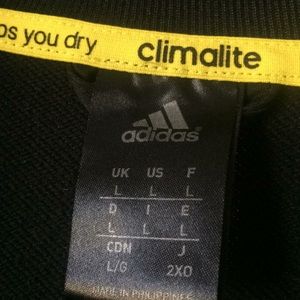 ps you dry climalite
adidas
UK US F
L L L
D I E
L L L
CDN J
L/G 2XO
MADE IN PHILIPPINES